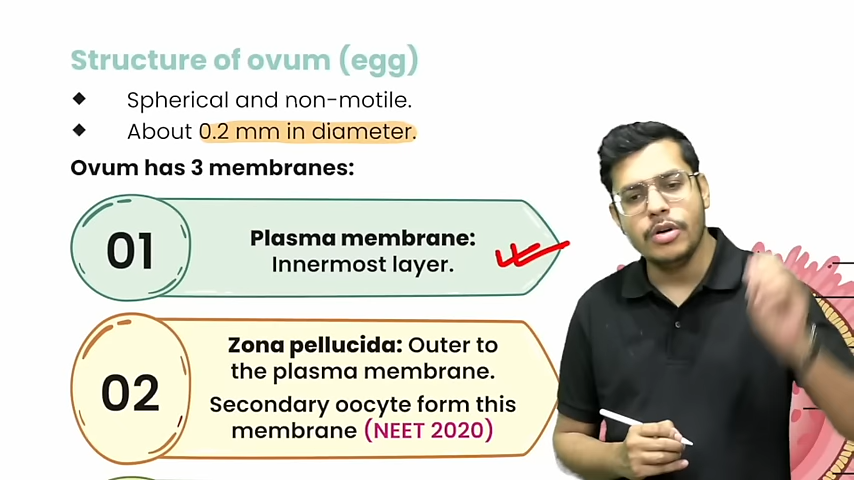 Structure of ovum (egg)
Spherical and non-motile.
About 0.2 mm in diameter.
Ovum has 3 membranes:
01
Plasma membrane:
Innermost layer.
02
Zona pellucida: Outer to
the plasma membrane.
Secondary oocyte form this
membrane (NEET 2020)